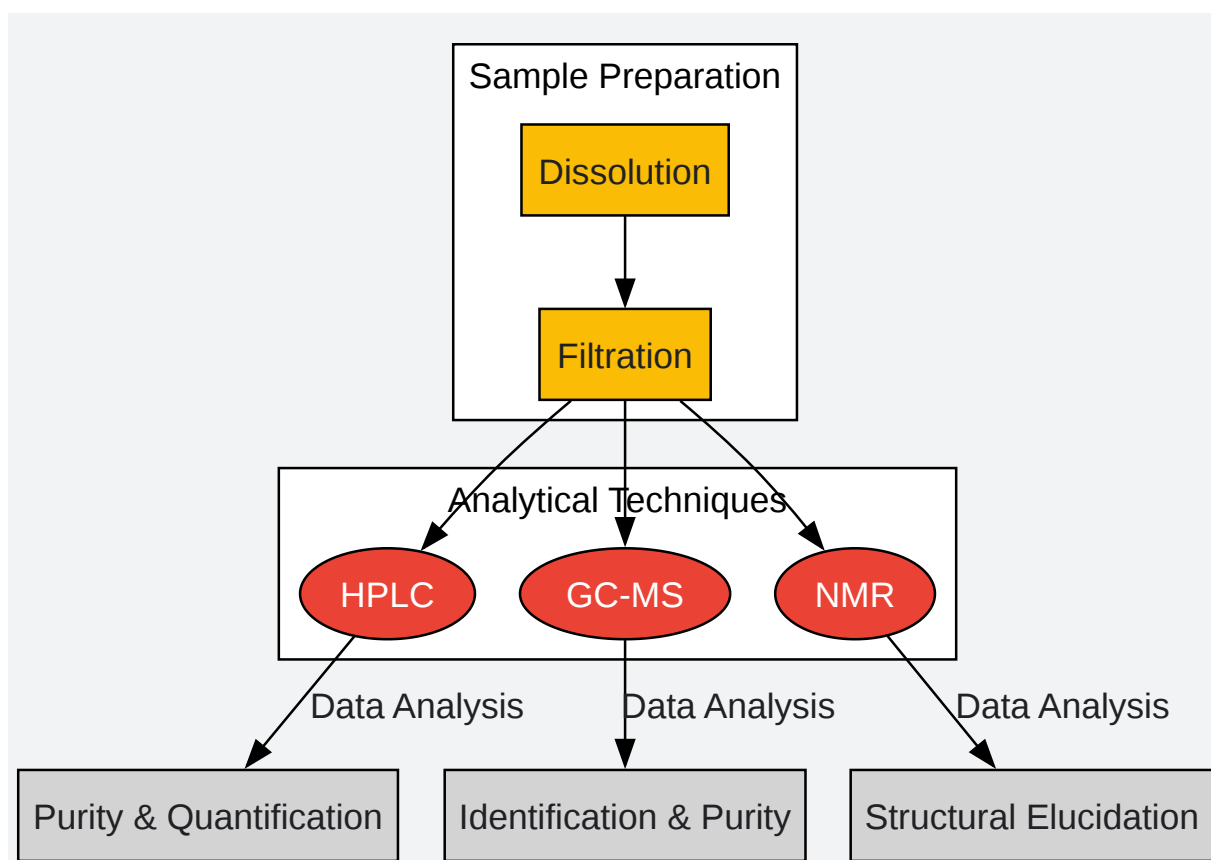 Sample Preparation
Dissolution
Filtration
Analytical Techniques
HPLC
GC-MS
NMR
Data Analysis
Data Analysis
Data Analysis
Purity & Quantification
Identification & Purity
Structural Elucidation